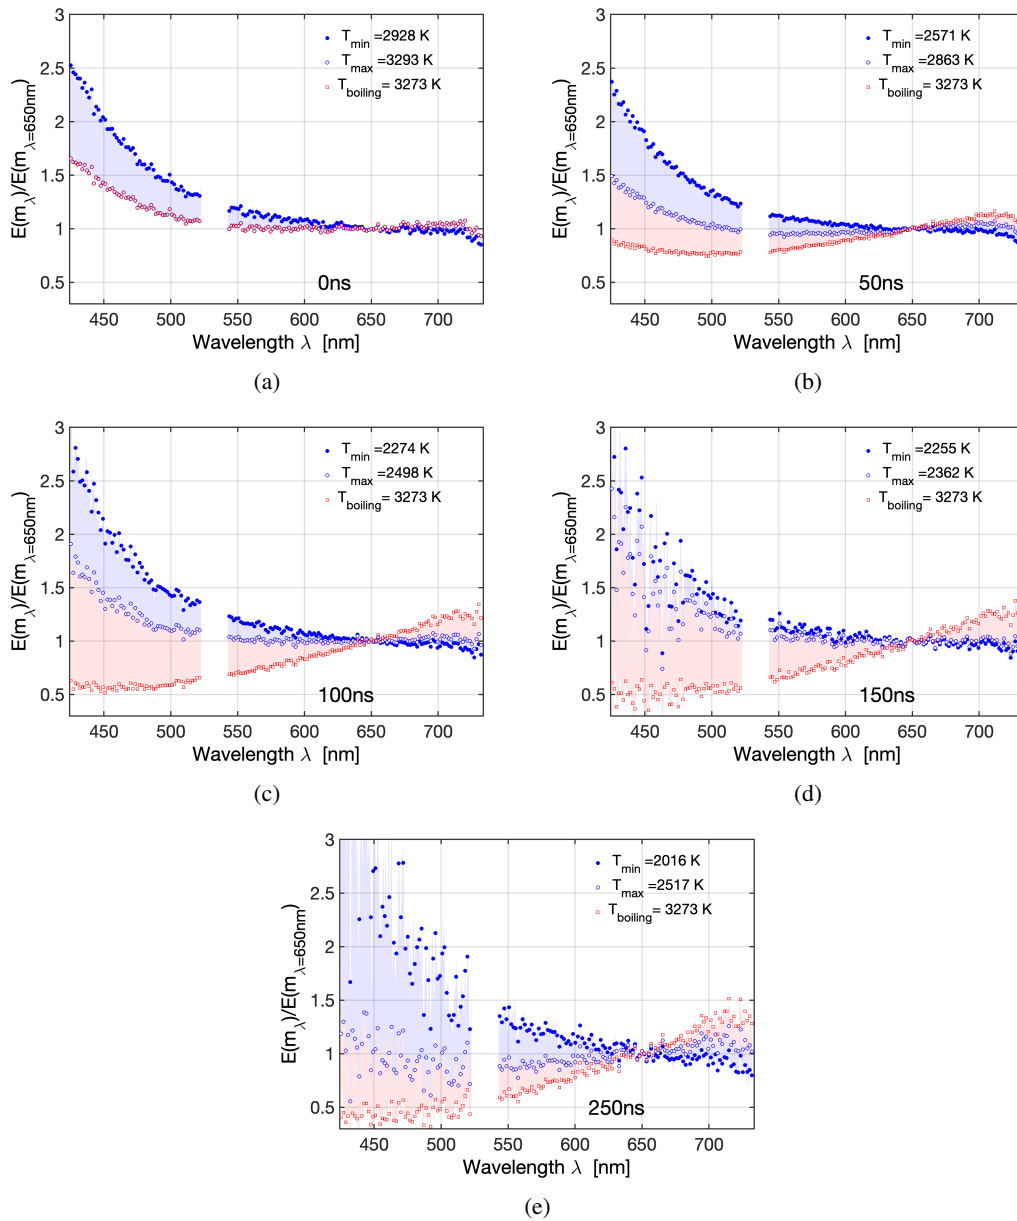 3
2.5
2
1.5
1
0.5
E(m_λ)/E(m_λ=650nm)
T_min =2928 K
T_max =3293 K
T_boiling = 3273 K
0ns
450 500 550 600 650 700
Wavelength λ [nm]
(a)
3
2.5
2
1.5
1
0.5
E(m_λ)/E(m_λ=650nm)
T_min =2571 K
T_max =2863 K
T_boiling = 3273 K
50ns
450 500 550 600 650 700
Wavelength λ [nm]
(b)
3
2.5
2
1.5
1
0.5
E(m_λ)/E(m_λ=650nm)
T_min =2274 K
T_max =2498 K
T_boiling = 3273 K
100ns
450 500 550 600 650 700
Wavelength λ [nm]
(c)
3
2.5
2
1.5
1
0.5
E(m_λ)/E(m_λ=650nm)
T_min =2255 K
T_max =2362 K
T_boiling = 3273 K
150ns
450 500 550 600 650 700
Wavelength λ [nm]
(d)
3
2.5
2
1.5
1
0.5
E(m_λ)/E(m_λ=650nm)
T_min =2016 K
T_max =2517 K
T_boiling = 3273 K
250ns
450 500 550 600 650 700
Wavelength λ [nm]
(e)